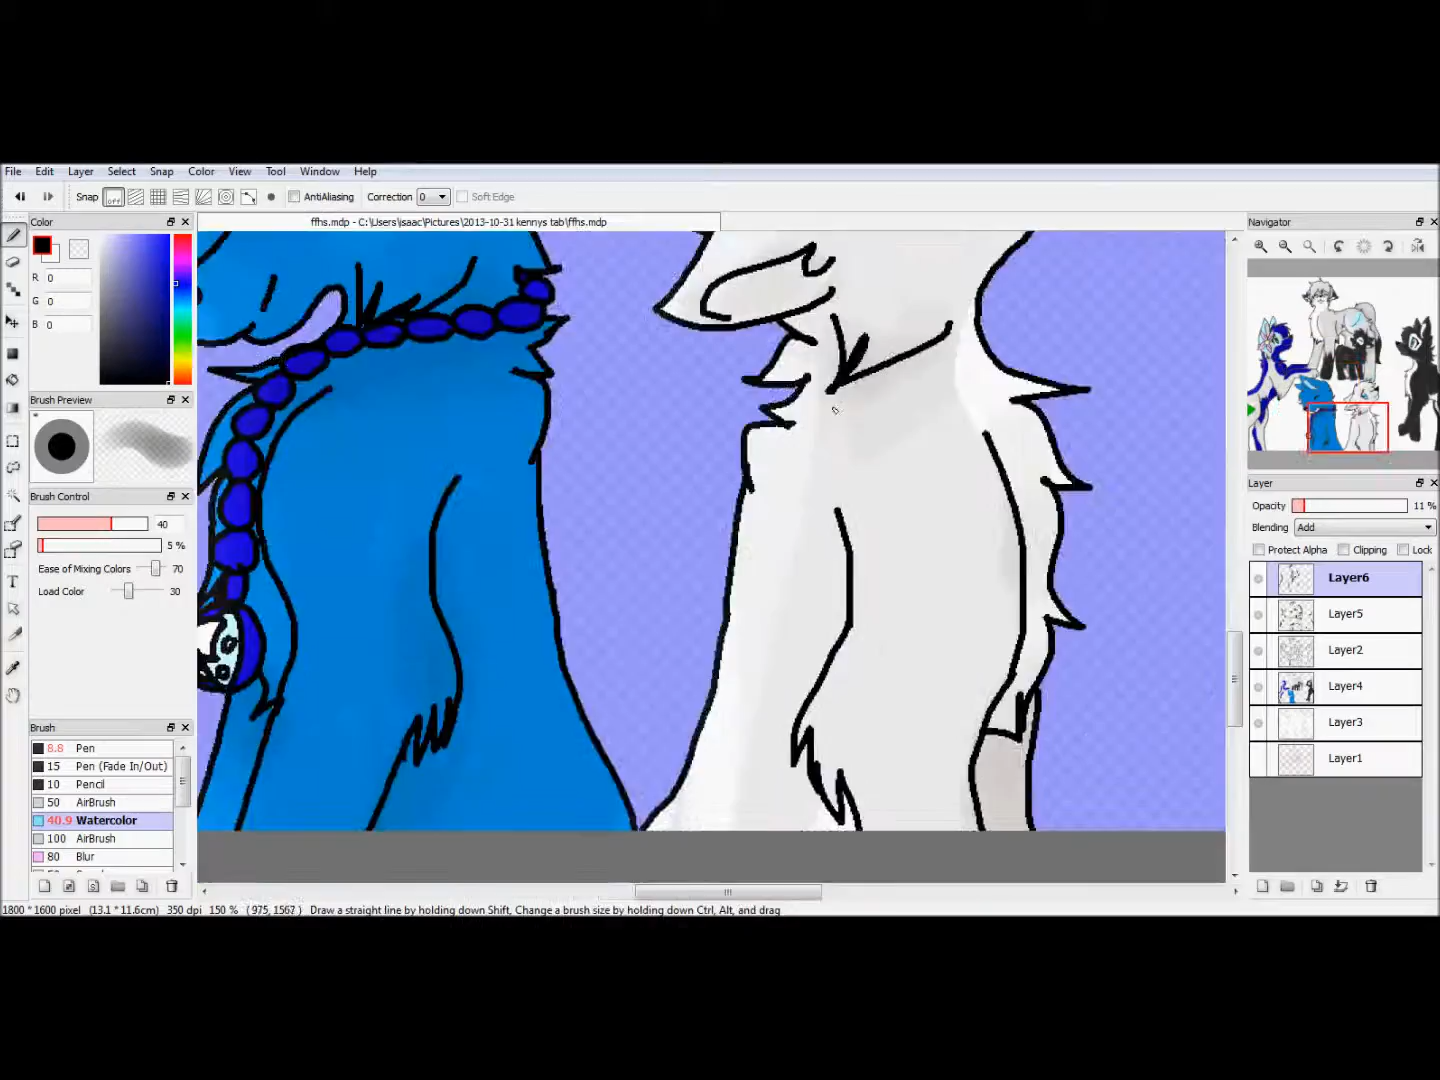 File Edit Layer Select Snap Color View Tool Window Help
Snap off AntiAliasing Correction 0 Soft Edge
Color
ffhs.mdp - C:\Users\isaac\Pictures\2013-10-31 kennys tab\ffhs.mdp
Navigator
R 0
G 0
B 0
Brush Preview
Brush Control
40
5 %
Ease of Mixing Colors 70
Load Color 30
T
Brush
8.8 Pen
15 Pen (Fade In/Out)
10 Pencil
50 AirBrush
40.9 Watercolor
100 AirBrush
80 Blur
Layer
Opacity 11 %
Blending Add
Protect Alpha Clipping Lock
Layer6
Layer5
Layer2
Layer4
Layer3
Layer1
1800 * 1600 pixel (13.1 * 11.6cm) 350 dpi 150 % (975, 1567) Draw a straight line by holding down Shift, Change a brush size by holding down Ctrl, Alt, and drag